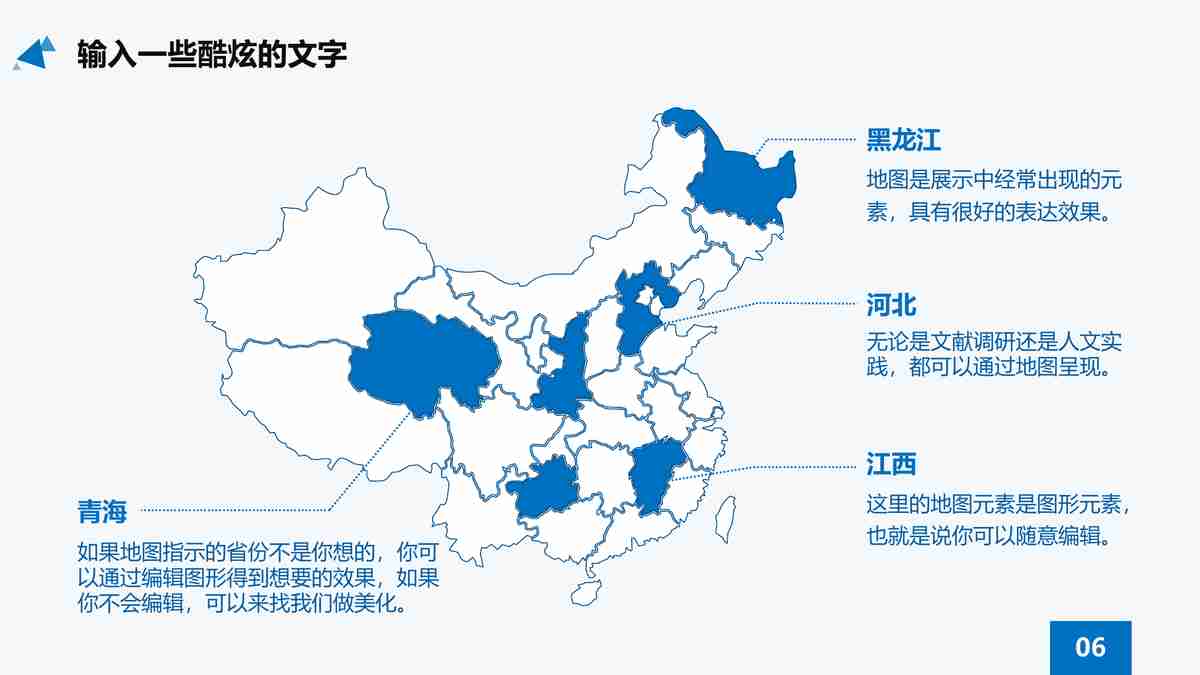 输入一些酷炫的文字
黑龙江
地图是展示中经常出现的元
素，具有很好的表达效果。
河北
无论是文献调研还是人文实
践，都可以通过地图呈现。
江西
这里的地图元素是图形元素，
也就是说你可以随意编辑。
青海
如果地图指示的省份不是你想的，你可
以通过编辑图形得到想要的效果，如果
你不会编辑，可以来找我们做美化。
06